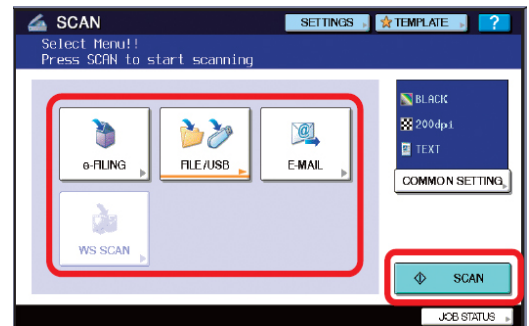 SCAN
SETTINGS
TEMPLATE
?
Select Menu!!
Press SCAN to start scanning
e-FILING
FILE/USB
E-MAIL
WS SCAN
BLACK
200dpi
TEXT
COMMON SETTING
SCAN
JOB STATUS